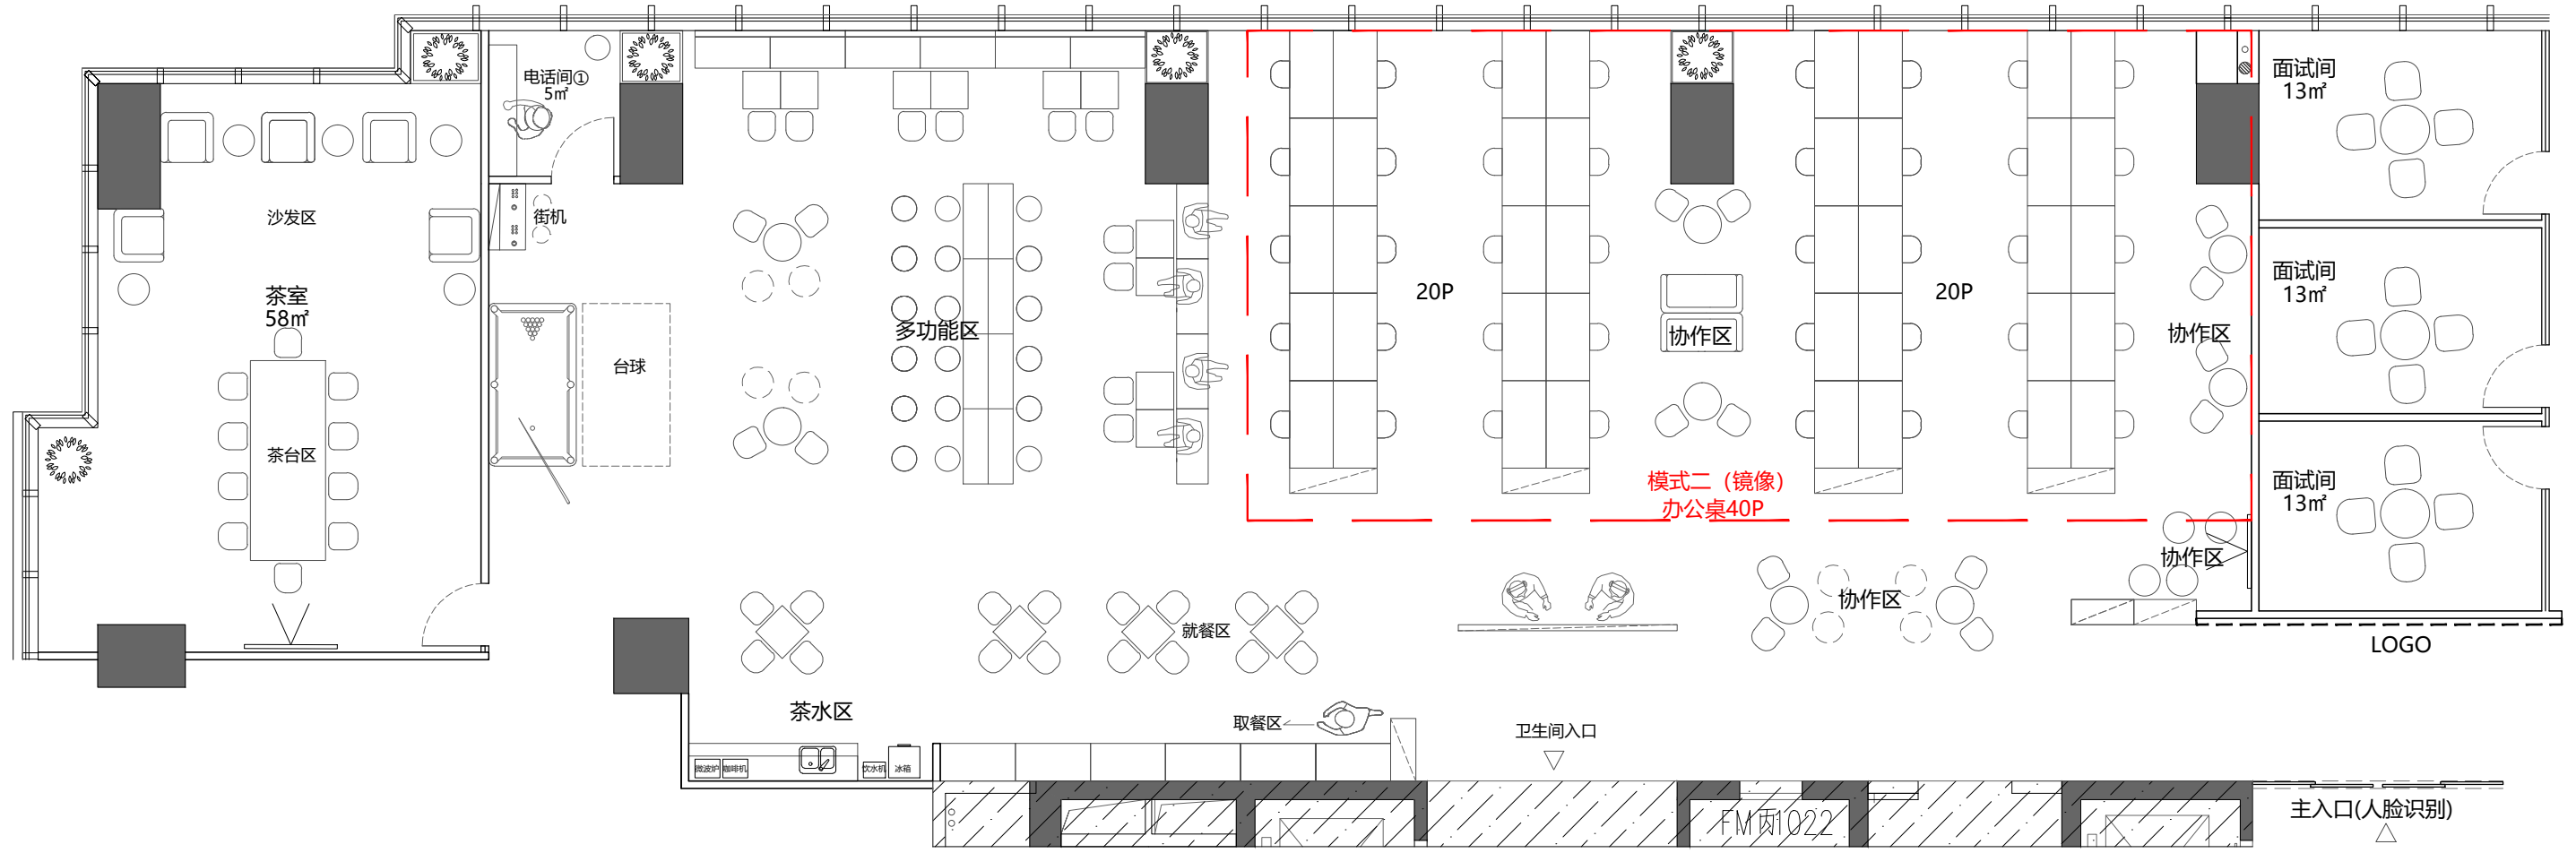 电话间①
5㎡
面试间
13㎡
沙发区
街机
茶室
58㎡
面试间
13㎡
20P
20P
多功能区
协作区
协作区
台球
茶台区
模式二（镜像）
办公桌40P
面试间
13㎡
协作区
协作区
就餐区
LOGO
茶水区
取餐区
卫生间入口
微波炉
咖啡机
饮水机
冰箱
主入口(人脸识别)
FM丙1022